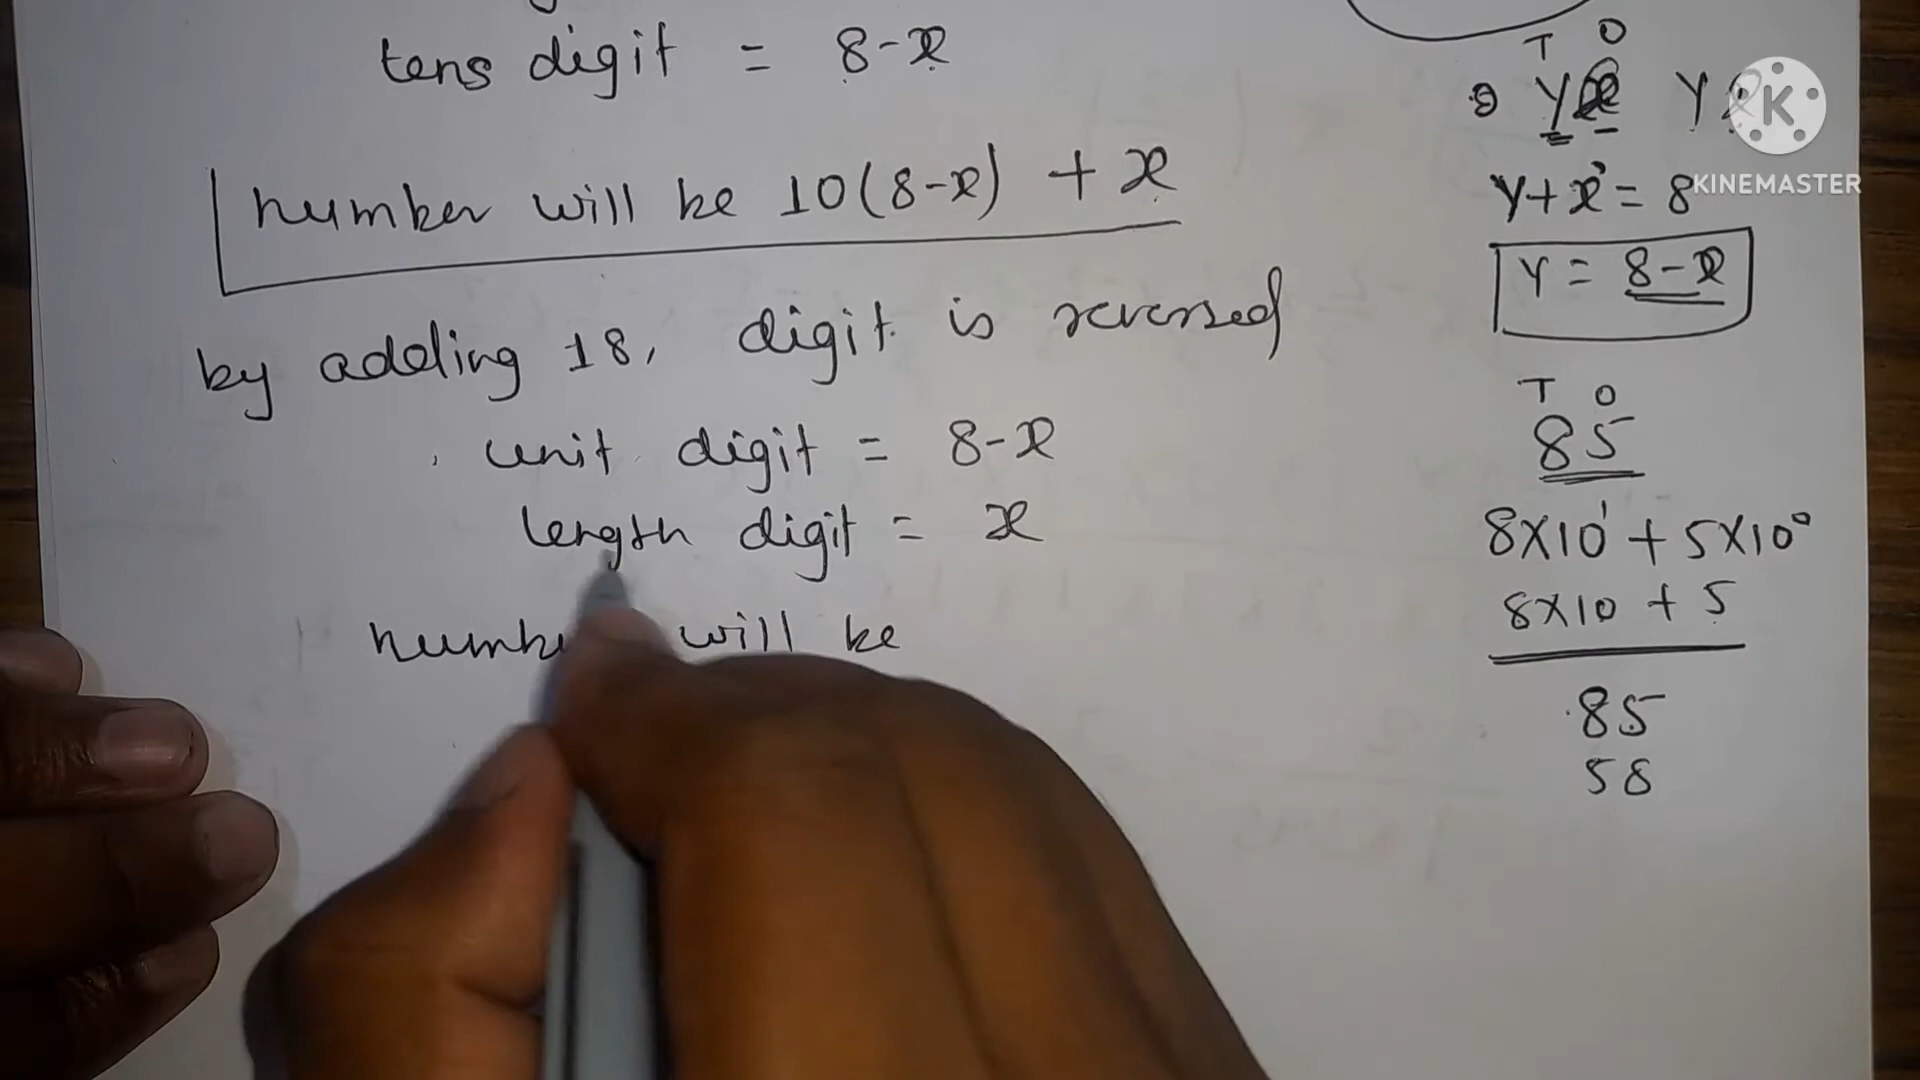 tens digit = 8-x
number will be 10(8-x) + x
by adding 18, digit is reversed
unit digit = 8-x
length digit = x
will be
T O
y
y+x = 8
y = 8-x
T O
85
8x10¹ + 5x10⁰
8x10 + 5
85
58
K
KINEMASTER